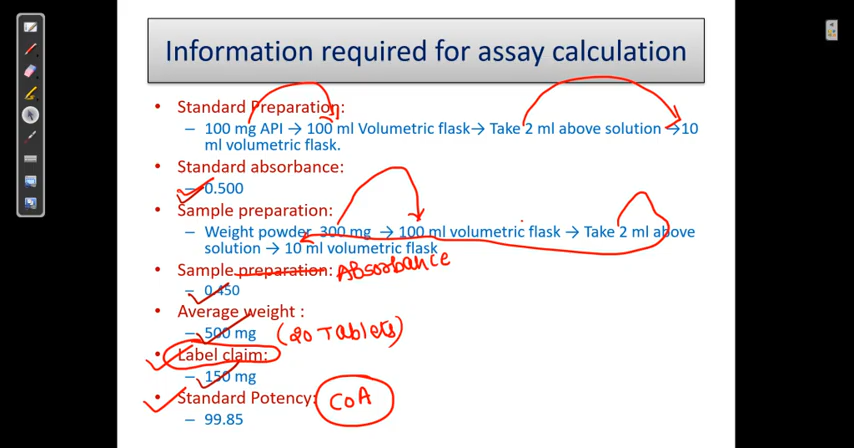 Information required for assay calculation
• Standard Preparation:
– 100 mg API → 100 ml Volumetric flask→ Take 2 ml above solution →10
ml volumetric flask.
• Standard absorbance:
– 0.500
• Sample preparation:
– Weight powder 300 mg → 100 ml volumetric flask → Take 2 ml above
solution → 10 ml volumetric flask
• Sample preparation: ABsorbance
– 0.450
• Average weight :
– 500 mg (20 Tablets)
• Label claim:
– 150 mg
• Standard Potency: COA
– 99.85